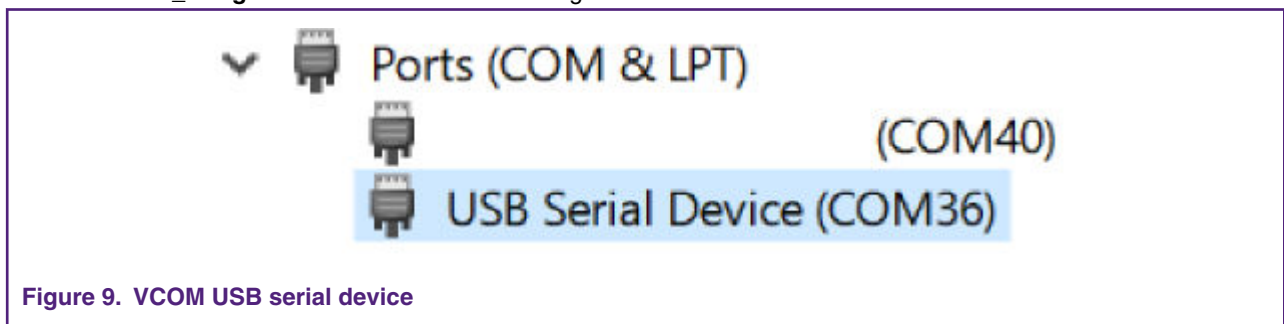 Ports (COM & LPT)
(COM40)
USB Serial Device (COM36)
Figure 9. VCOM USB serial device